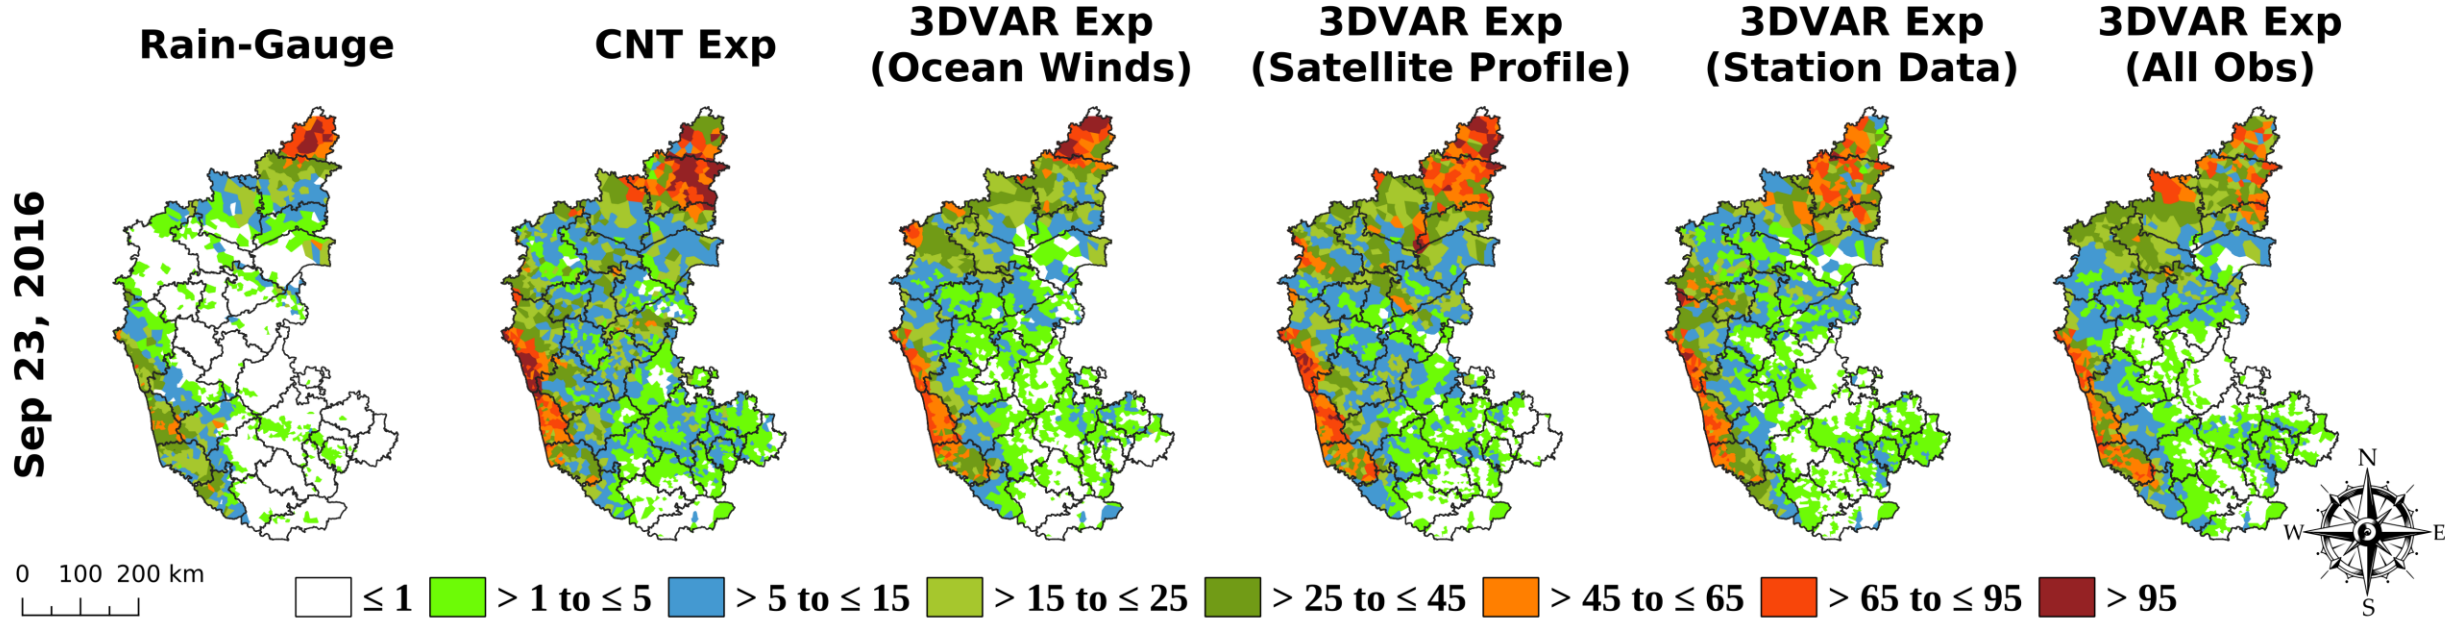 Rain-Gauge
CNT Exp
3DVAR Exp
(Ocean Winds)
3DVAR Exp
(Satellite Profile)
3DVAR Exp
(Station Data)
3DVAR Exp
(All Obs)
Sep 23, 2016
N
W
E
S
0 100 200 km
≤ 1
> 1 to ≤ 5
> 5 to ≤ 15
> 15 to ≤ 25
> 25 to ≤ 45
> 45 to ≤ 65
> 65 to ≤ 95
> 95